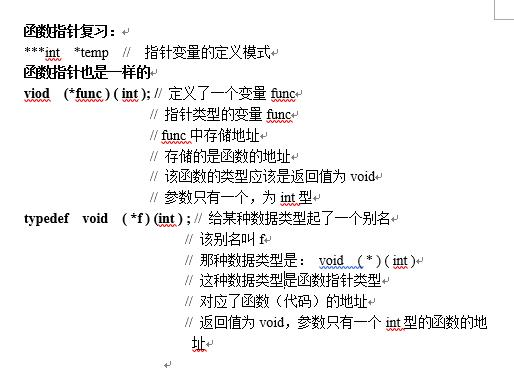 函数指针复习：
***int *temp // 指针变量的定义模式
函数指针也是一样的
viod (*func ) ( int ); // 定义了一个变量 func
// 指针类型的变量 func
// func 中存储地址
// 存储的是函数的地址
// 该函数的类型应该是返回值为 void
// 参数只有一个，为 int 型
typedef void ( *f ) (int ) ; // 给某种数据类型起了一个别名
// 该别名叫 f
// 那种数据类型是： void ( * ) ( int )
// 这种数据类型是函数指针类型
// 对应了函数（代码）的地址
// 返回值为 void，参数只有一个 int 型的函数的地
址